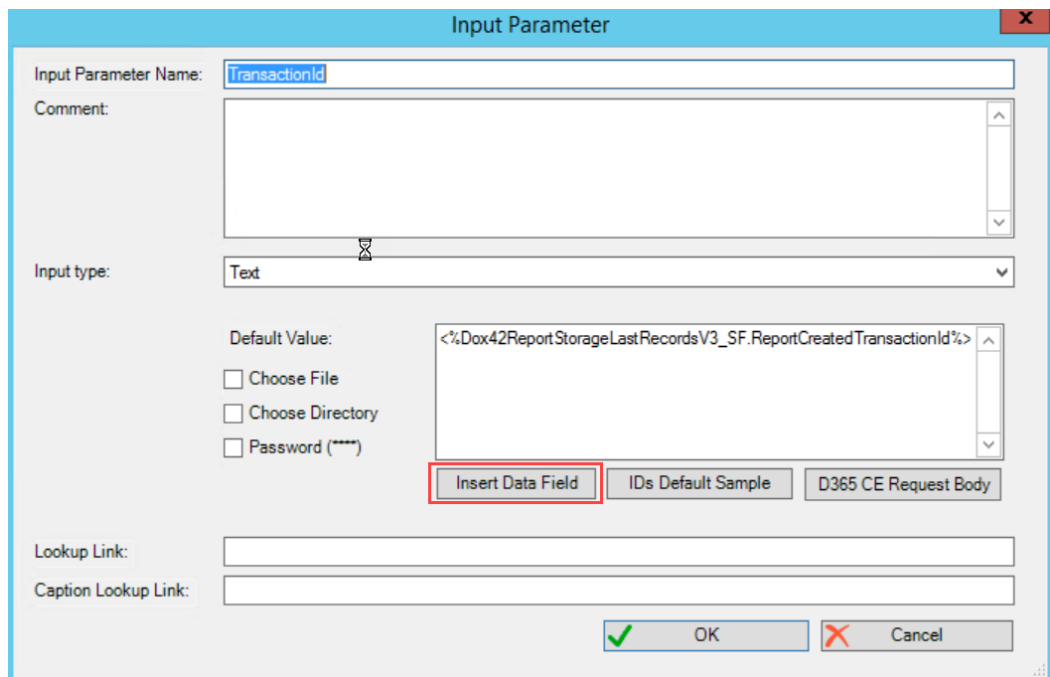 Input Parameter
x
Input Parameter Name: TransactionId
Comment:
Input type: Text
Default Value: <%Dox42ReportStorageLastRecordsV3_SF.ReportCreatedTransactionId%>
Choose File
Choose Directory
Password (****)
Insert Data Field IDs Default Sample D365 CE Request Body
Lookup Link:
Caption Lookup Link:
OK Cancel